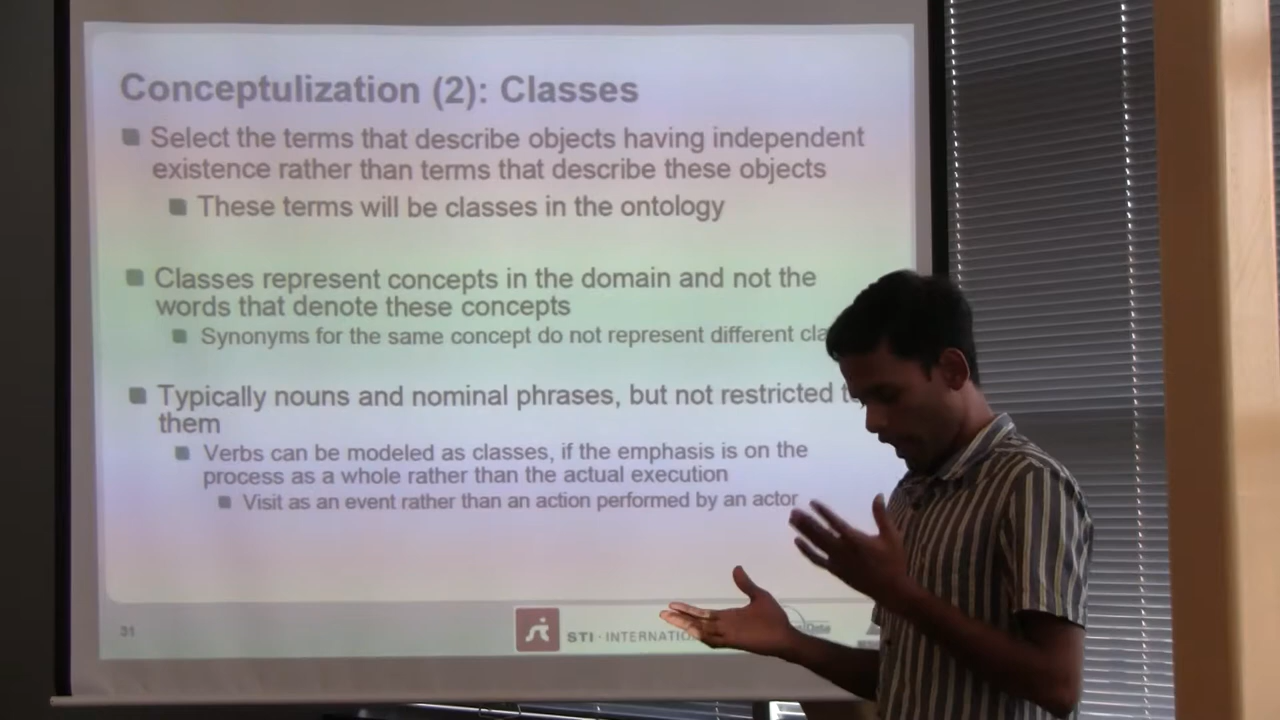 Conceptulization (2): Classes
Select the terms that describe objects having independent
existence rather than terms that describe these objects
These terms will be classes in the ontology
Classes represent concepts in the domain and not the
words that denote these concepts
Synonyms for the same concept do not represent different cla
Typically nouns and nominal phrases, but not restricted t
them
Verbs can be modeled as classes, if the emphasis is on the
process as a whole rather than the actual execution
Visit as an event rather than an action performed by an actor
31
STI · INTERNATIO